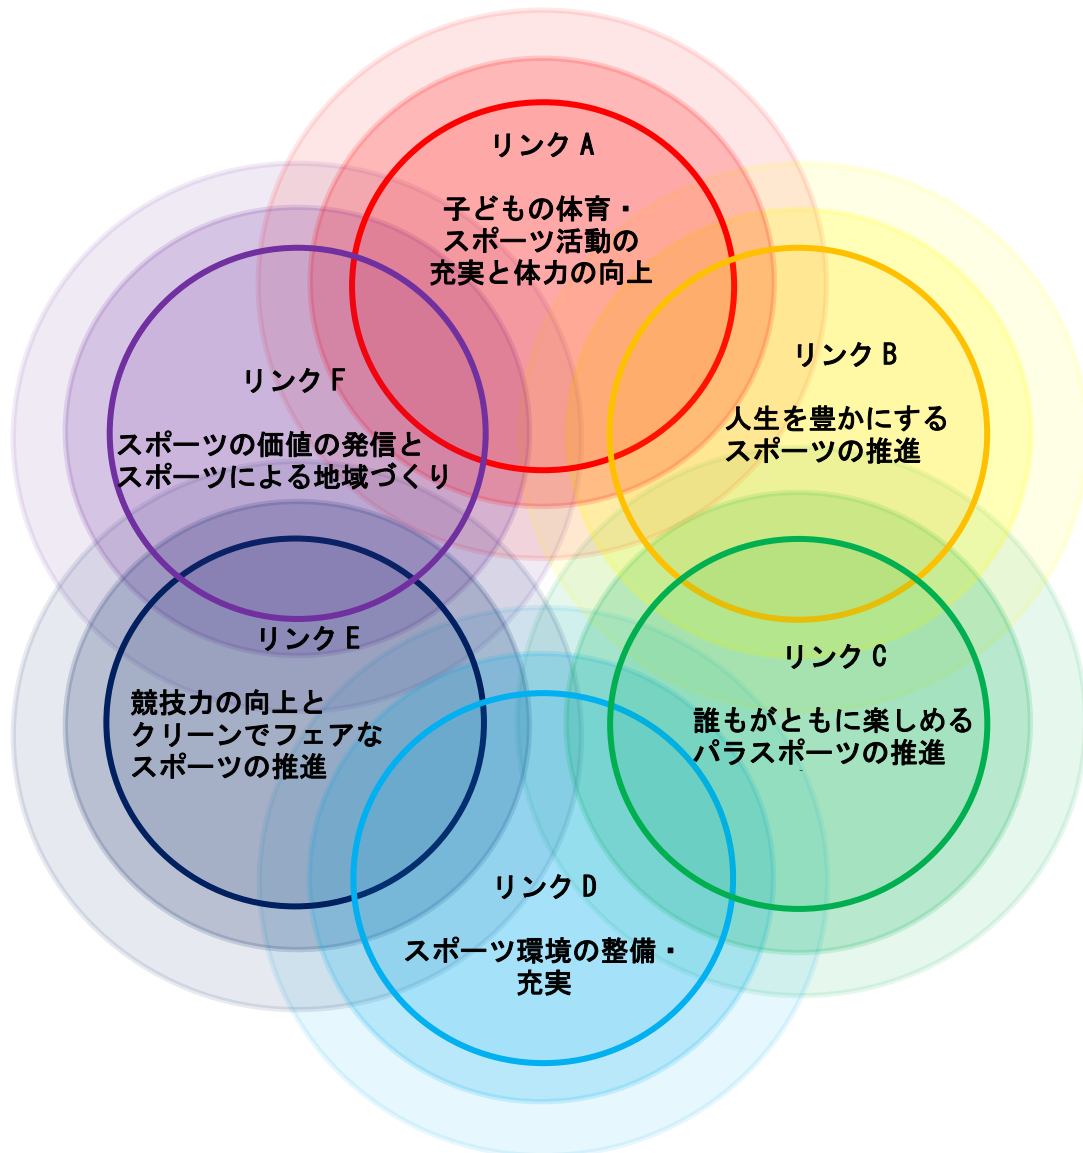 リンクA
子どもの体育・
スポーツ活動の
充実と体力の向上
リンクB
人生を豊かにする
スポーツの推進
リンクF
スポーツの価値の発信と
スポーツによる地域づくり
リンクC
誰もがともに楽しめる
パラスポーツの推進
リンクE
競技力の向上と
クリーンでフェアな
スポーツの推進
リンクD
スポーツ環境の整備・
充実